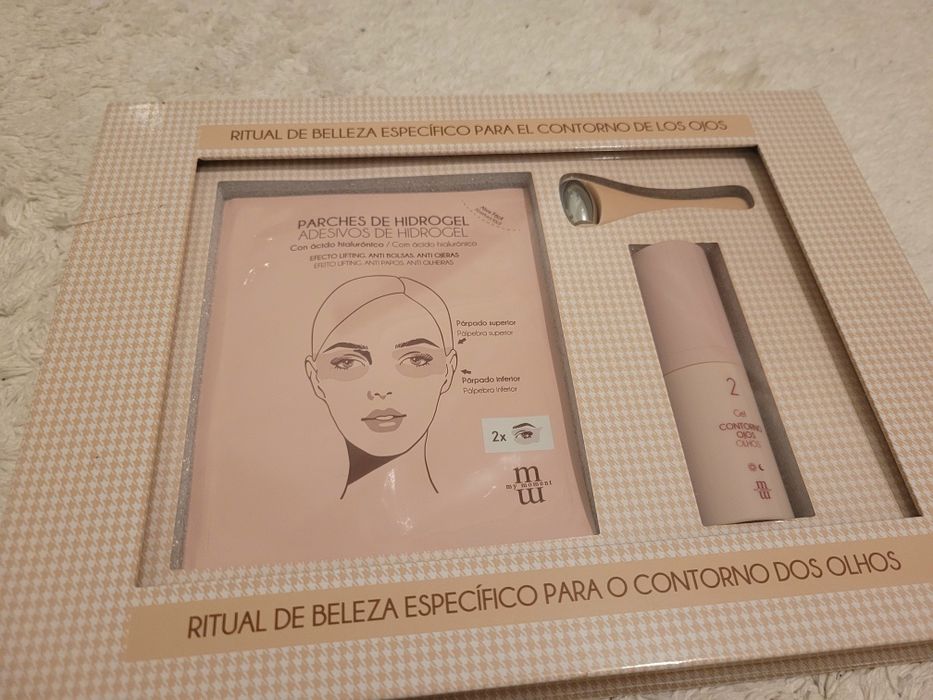 RITUAL DE BELLEZA ESPECÍFICO PARA EL CONTORNO DE LOS OJOS
PARCHES DE HIDROGEL
ADESIVOS DE HIDROGEL
Con ácido hialurónico / Com ácido hialurónico
EFECTO LIFTING, ANTI BOLSAS, ANTI OJERAS
EFEITO LIFTING, ANTI PAPOS, ANTI OLHEIRAS
Abre Fácil
Párpado superior
Pálpebra superior
Párpado inferior
Pálpebra inferior
2x
m
my moment
m
2
Gel
CONTORNO
OJOS
OLHOS
m
m
RITUAL DE BELEZA ESPECÍFICO PARA O CONTORNO DOS OLHOS